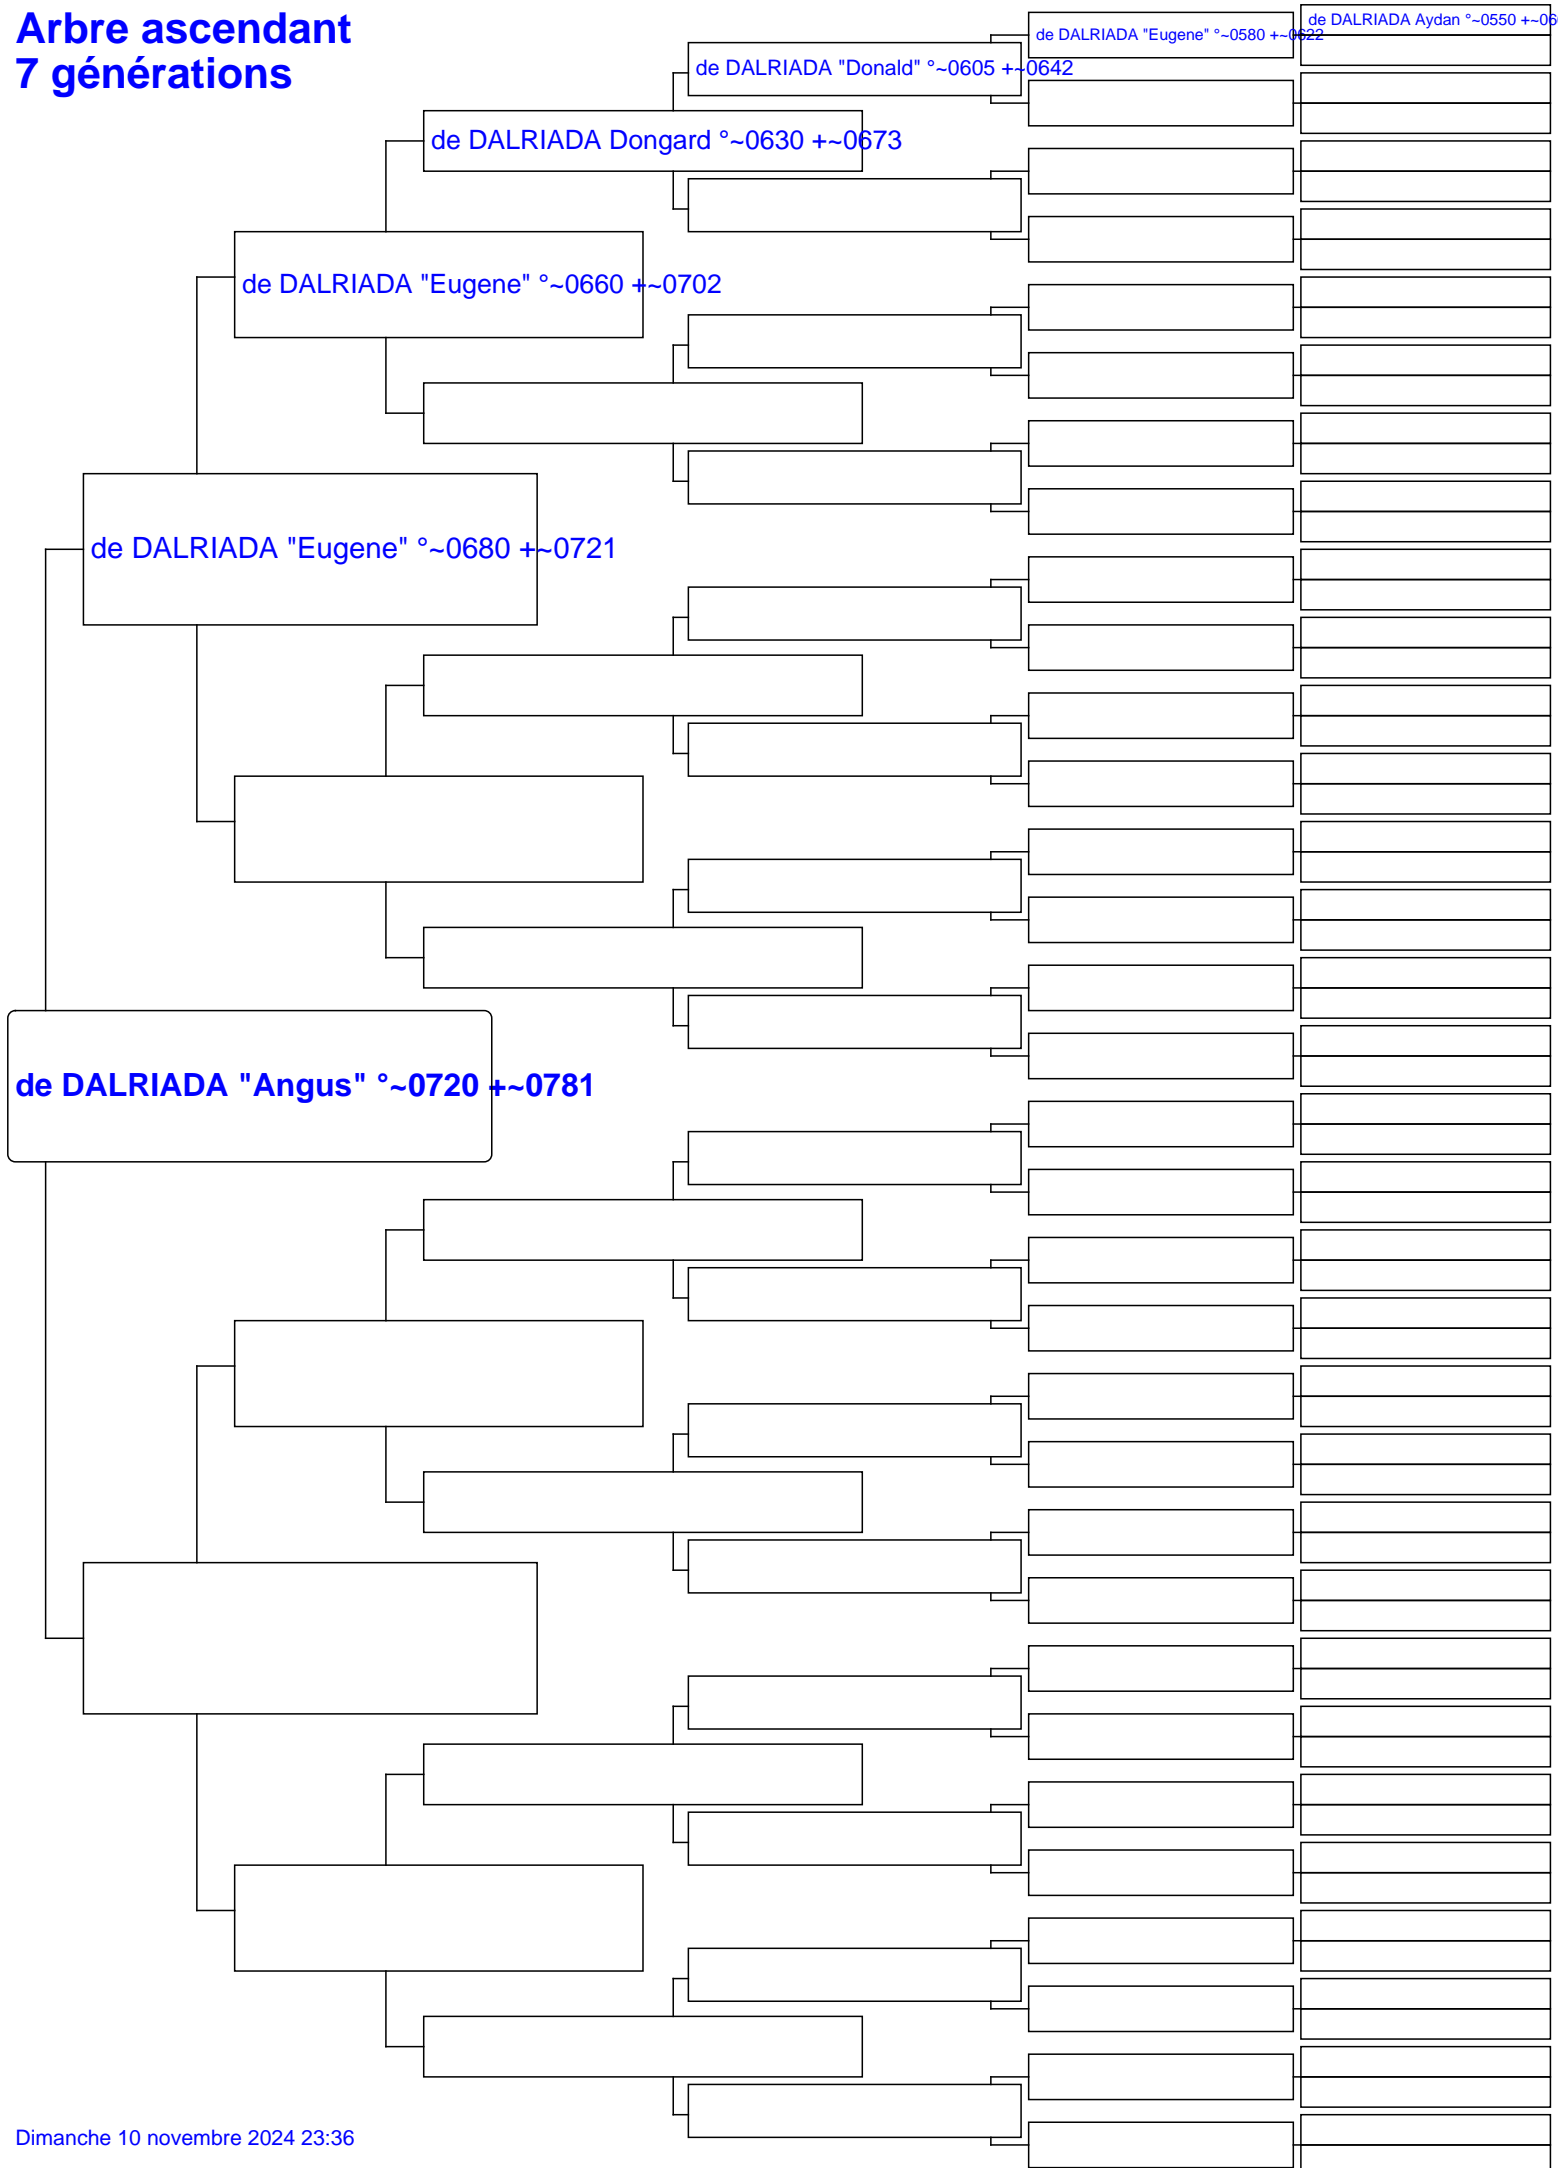 Arbre ascendant
7 générations
de DALRIADA Aydan °~0550 +~06
de DALRIADA "Eugene" °~0580 +~0622
de DALRIADA "Donald" °~0605 +~0642
de DALRIADA Dongard °~0630 +~0673
de DALRIADA "Eugene" °~0660 +~0702
de DALRIADA "Eugene" °~0680 +~0721
de DALRIADA "Angus" °~0720 +~0781
Dimanche 10 novembre 2024 23:36